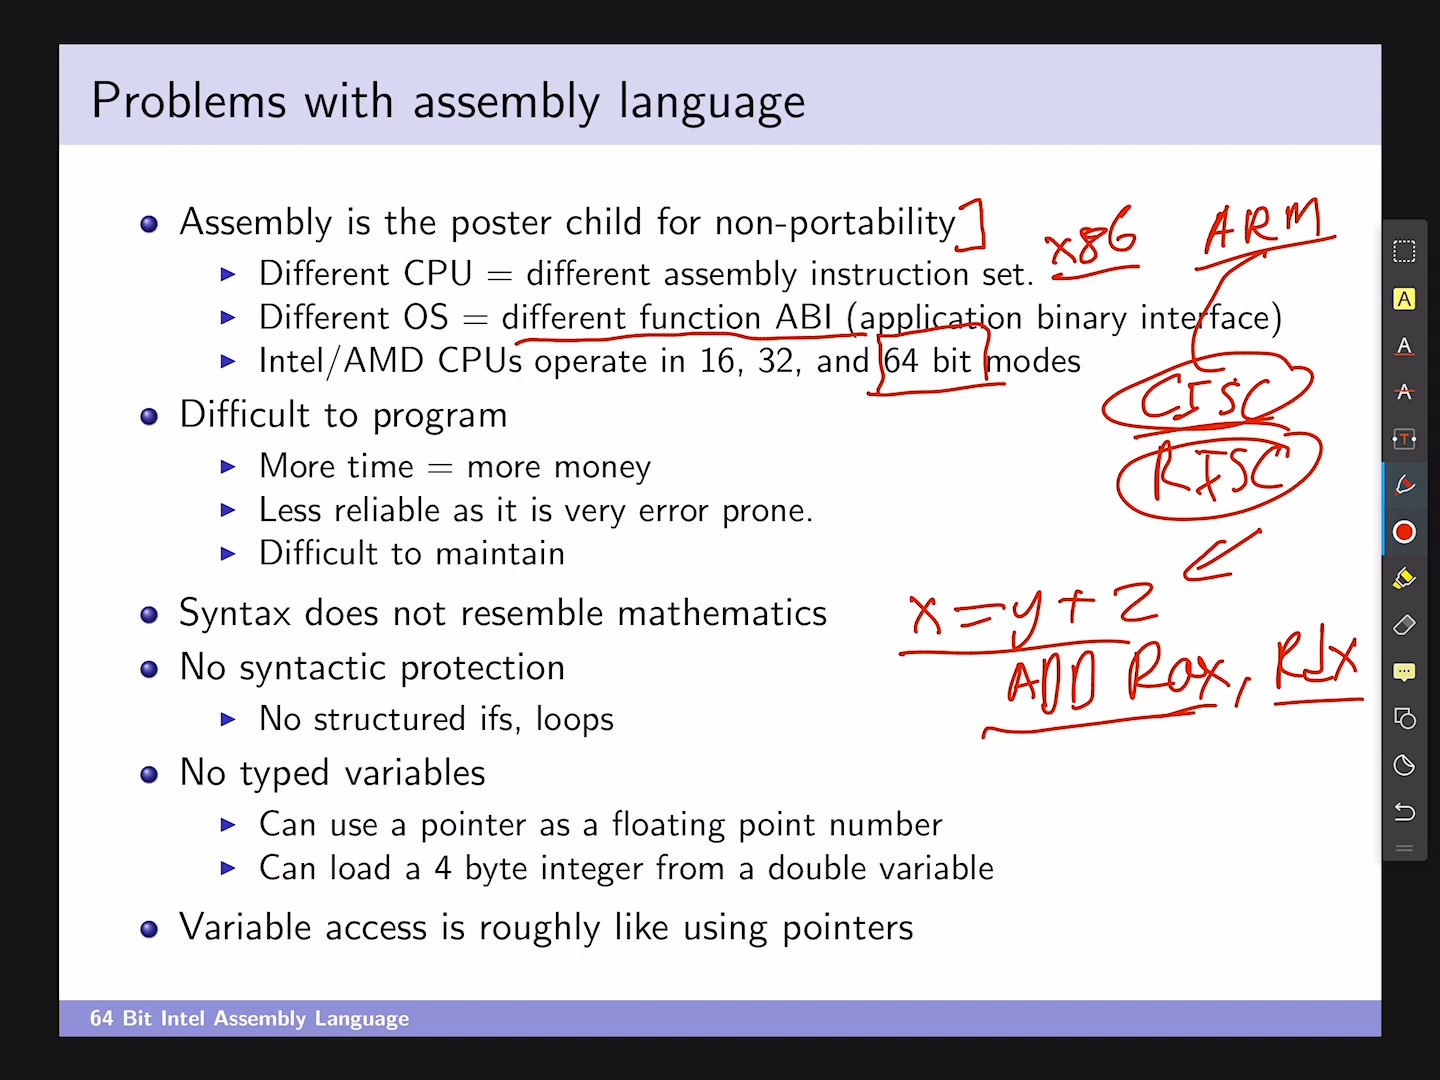 Problems with assembly language
Assembly is the poster child for non-portability]
x86
ARM
Different CPU = different assembly instruction set.
Different OS = different function ABI (application binary interface)
Intel/AMD CPUs operate in 16, 32, and 64 bit modes
CISC
RISC
Difficult to program
More time = more money
Less reliable as it is very error prone.
Difficult to maintain
Syntax does not resemble mathematics
x=y+2
No syntactic protection
ADD Rax, Rdx
No structured ifs, loops
No typed variables
Can use a pointer as a floating point number
Can load a 4 byte integer from a double variable
Variable access is roughly like using pointers
64 Bit Intel Assembly Language
A
A
A
T